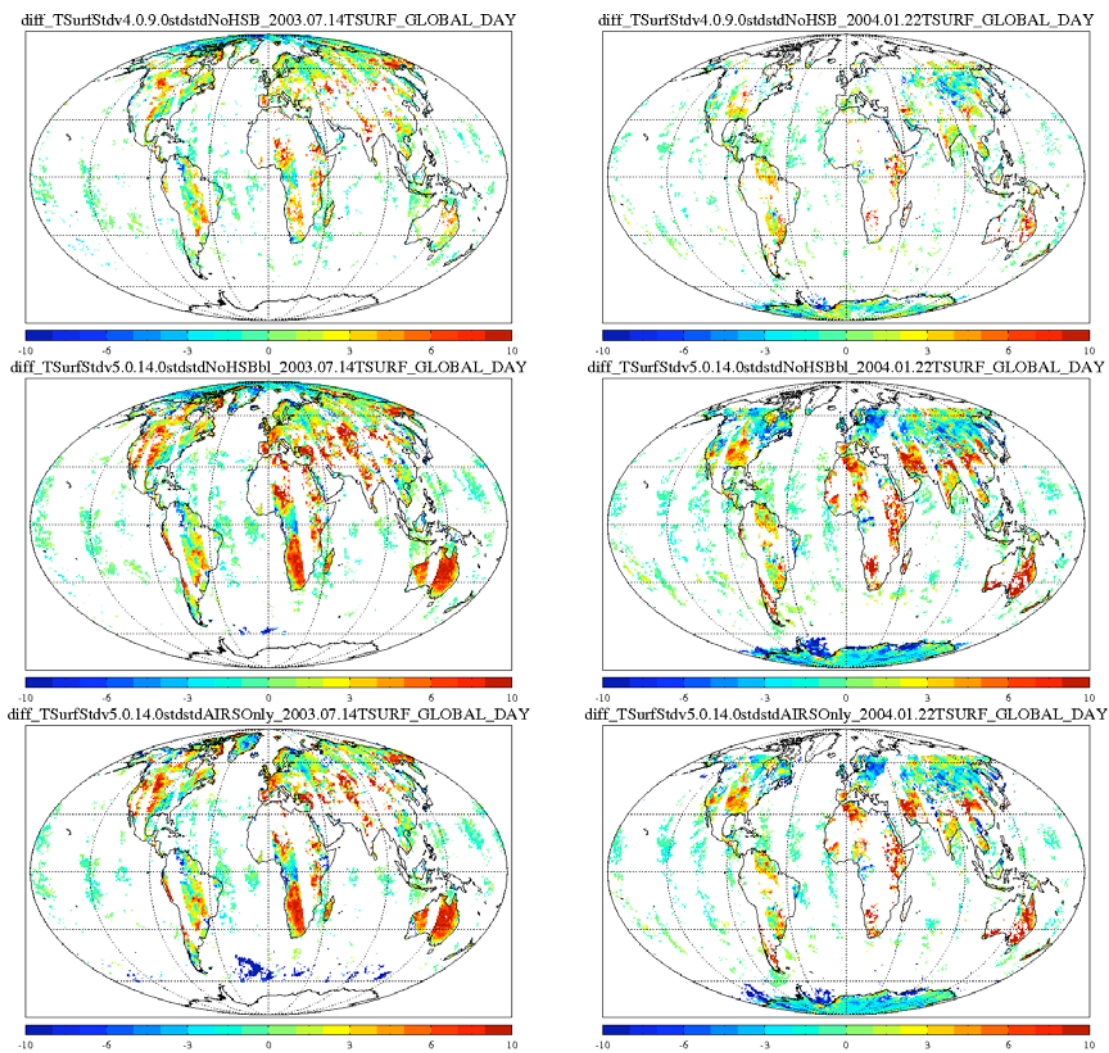 diff_TSurfStdv4.0.9.0stdstdNoHSB_2003.07.14TSURF_GLOBAL_DAY
-10 -6 -3 0 3 6 10
diff_TSurfStdv4.0.9.0stdstdNoHSB_2004.01.22TSURF_GLOBAL_DAY
-10 -6 -3 0 3 6 10
diff_TSurfStdv5.0.14.0stdstdNoHSBbl_2003.07.14TSURF_GLOBAL_DAY
-10 -6 -3 0 3 6 10
diff_TSurfStdv5.0.14.0stdstdNoHSBbl_2004.01.22TSURF_GLOBAL_DAY
-10 -6 -3 0 3 6 10
diff_TSurfStdv5.0.14.0stdstdAIRSOnly_2003.07.14TSURF_GLOBAL_DAY
-10 -6 -3 0 3 6 10
diff_TSurfStdv5.0.14.0stdstdAIRSOnly_2004.01.22TSURF_GLOBAL_DAY
-10 -6 -3 0 3 6 10